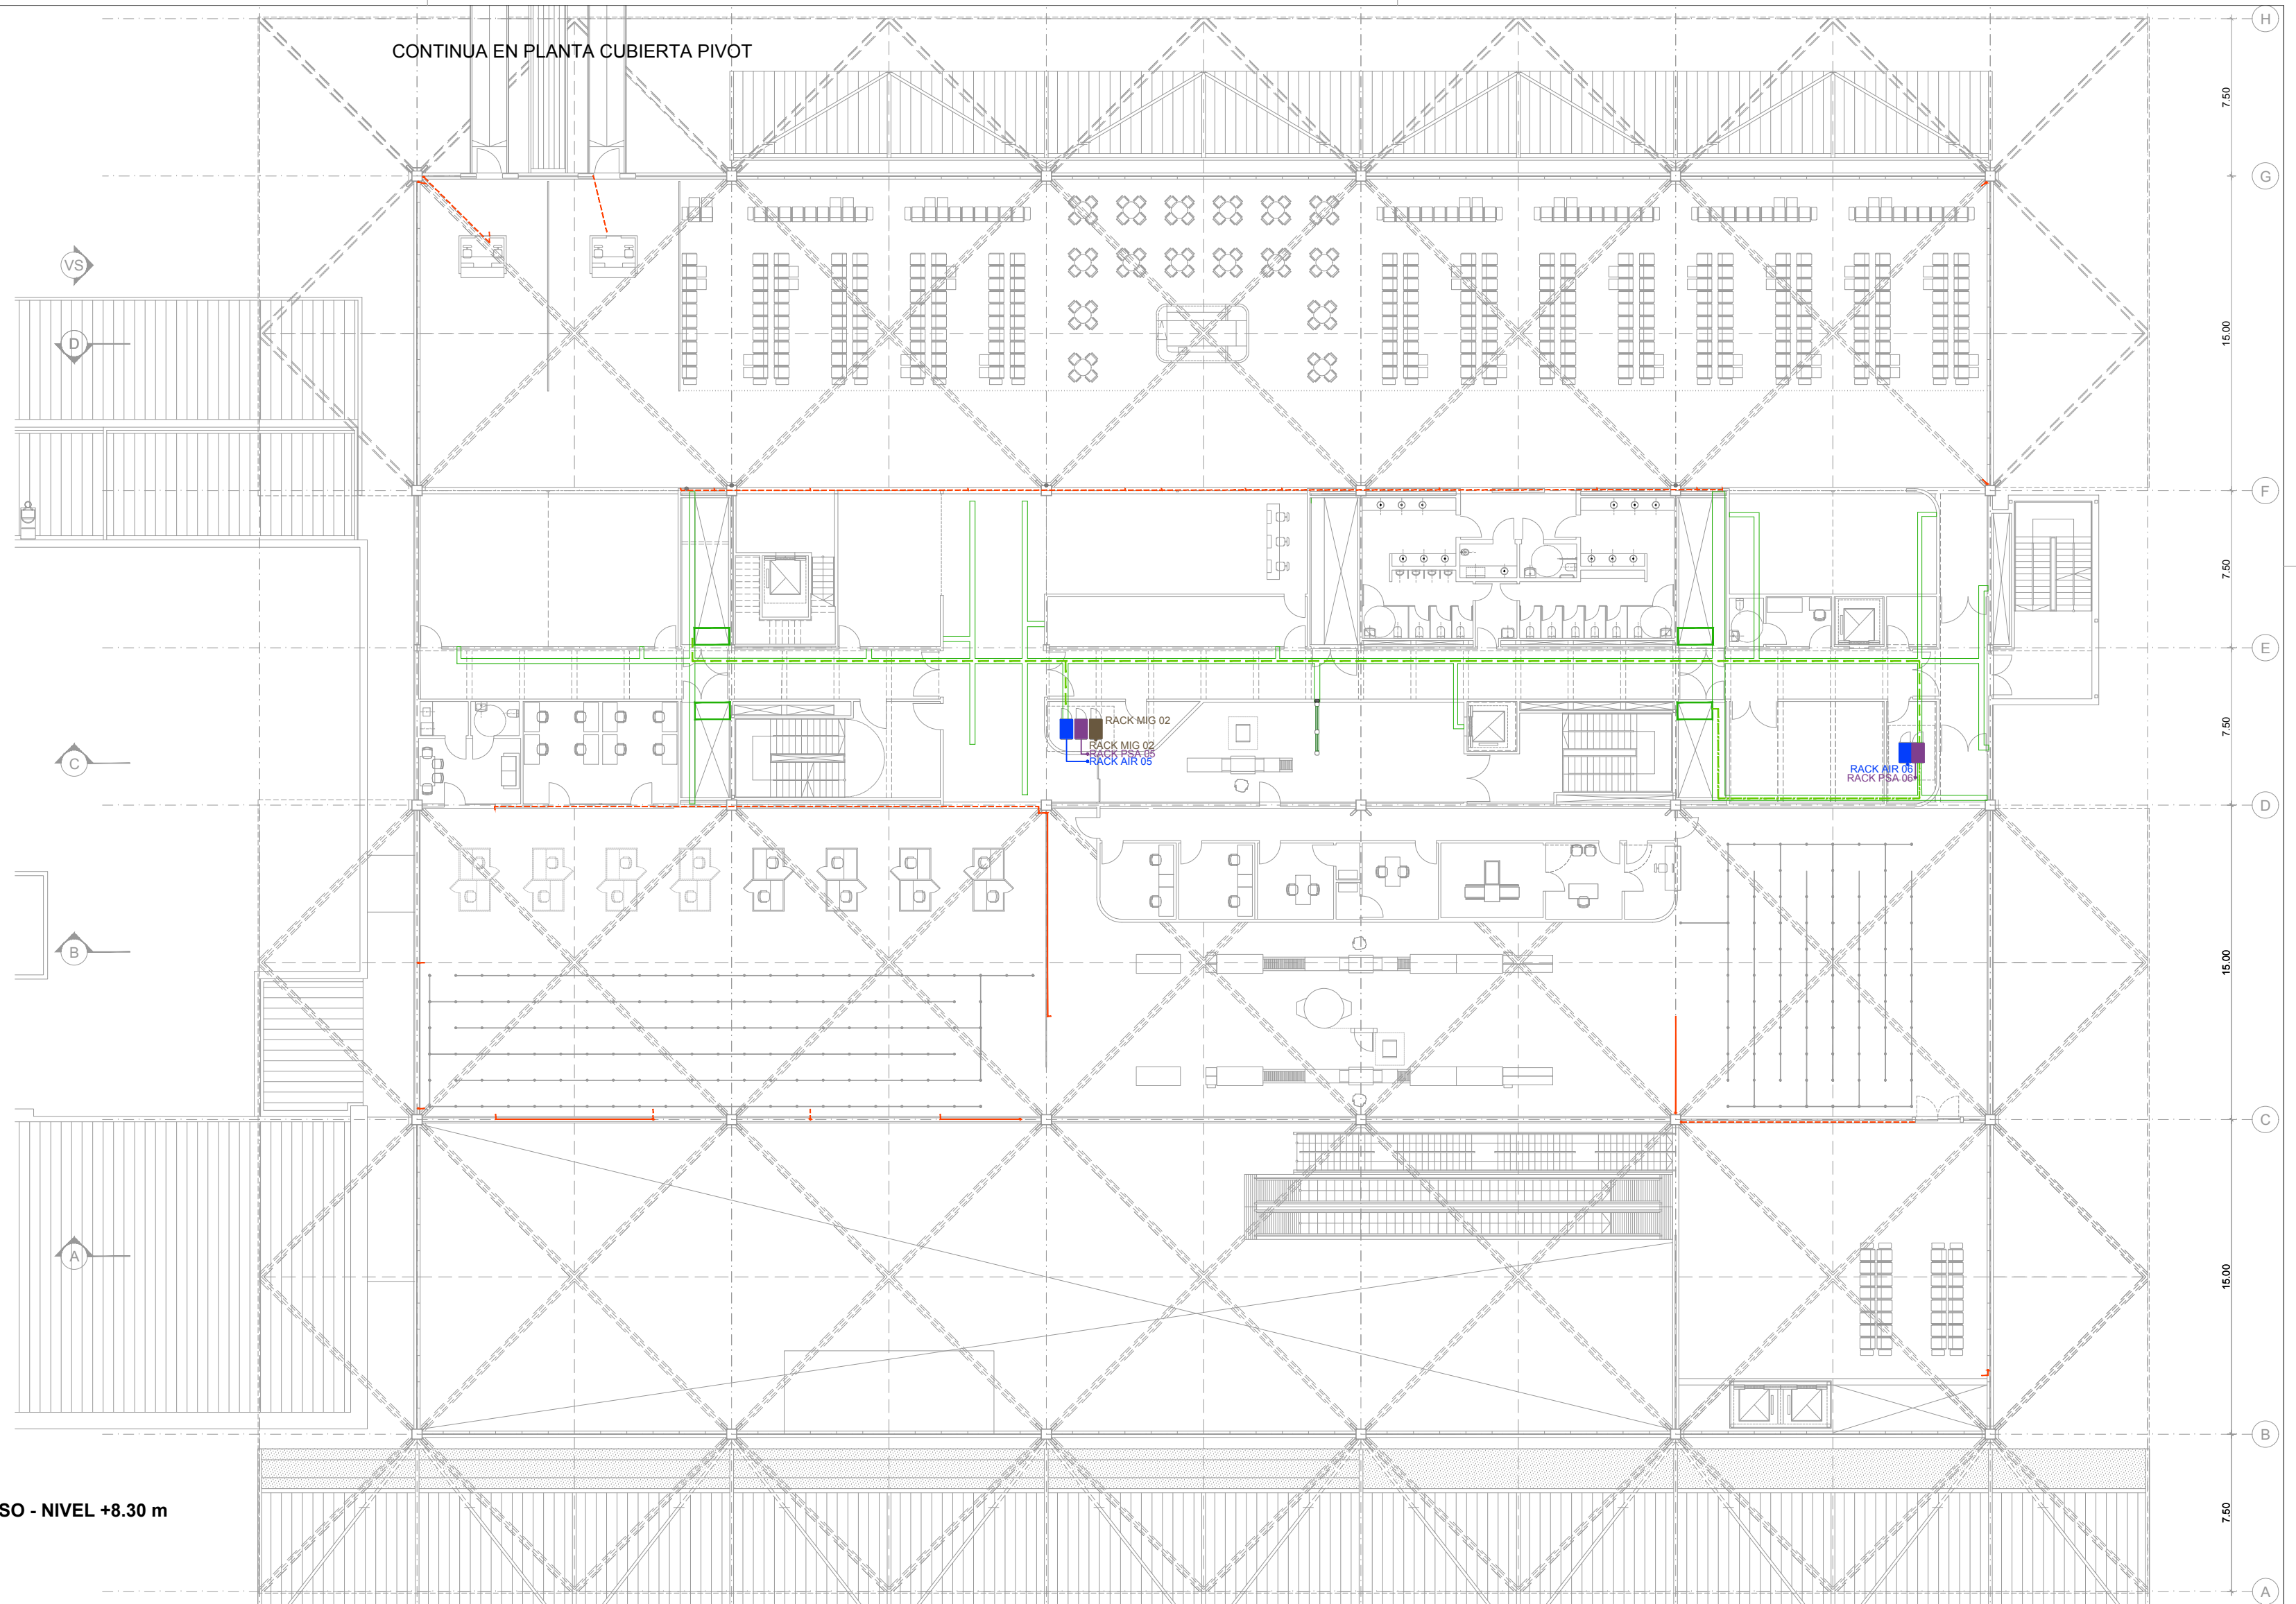 H
CONTINUA EN PLANTA CUBIERTA PIVOT
7.50
G
VS
15.00
D
F
7.50
E
RACK MIG 02
7.50
RACK MIG 02
RACK PSA 05
RACK AIR 05
C
RACK AIR 06
RACK PSA 06
D
B
15.00
C
A
15.00
B
SO - NIVEL +8.30 m
7.50
A